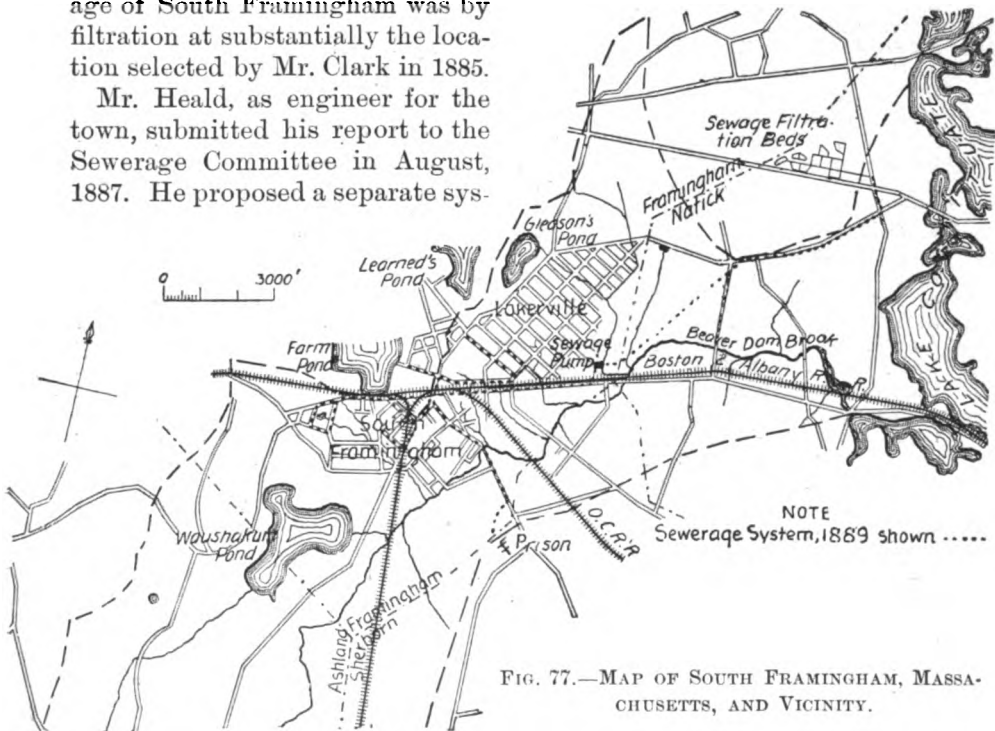 age of South Framingham was by
filtration at substantially the loca-
tion selected by Mr. Clark in 1885.
Mr. Heald, as engineer for the
town, submitted his report to the
Sewerage Committee in August,
1887. He proposed a separate sys-
Sewage Filtra-
tion Beds
Framingham
Natick
Gleason's
Pond
Learned's
Pond
0 3000'
Lokerville
Farm
Pond
Sewage
Pump
Beaver Dam Brook
Boston & Albany R. R.
LAKE CO
South
Framingham
Waushakum
Pond
O.C.R'R
Prison
Ashland
Framingham
Sherborn
NOTE
Sewerage System, 1889 shown .....
FIG. 77.—MAP OF SOUTH FRAMINGHAM, MASSA-
CHUSETTS, AND VICINITY.